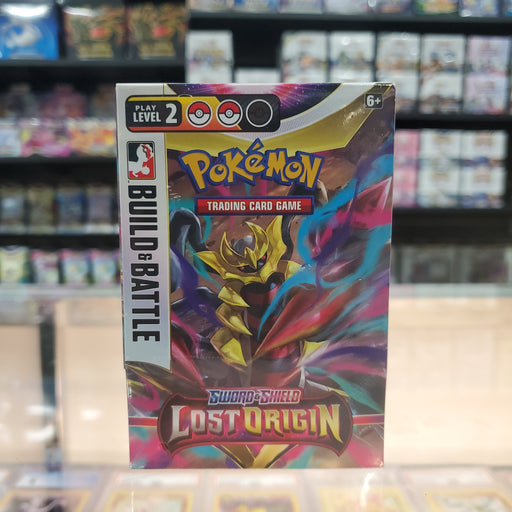 PLAY
LEVEL 2
6+
POKéMON
TRADING CARD GAME
BUILD & BATTLE
SWORD & SHIELD
LOST ORIGIN